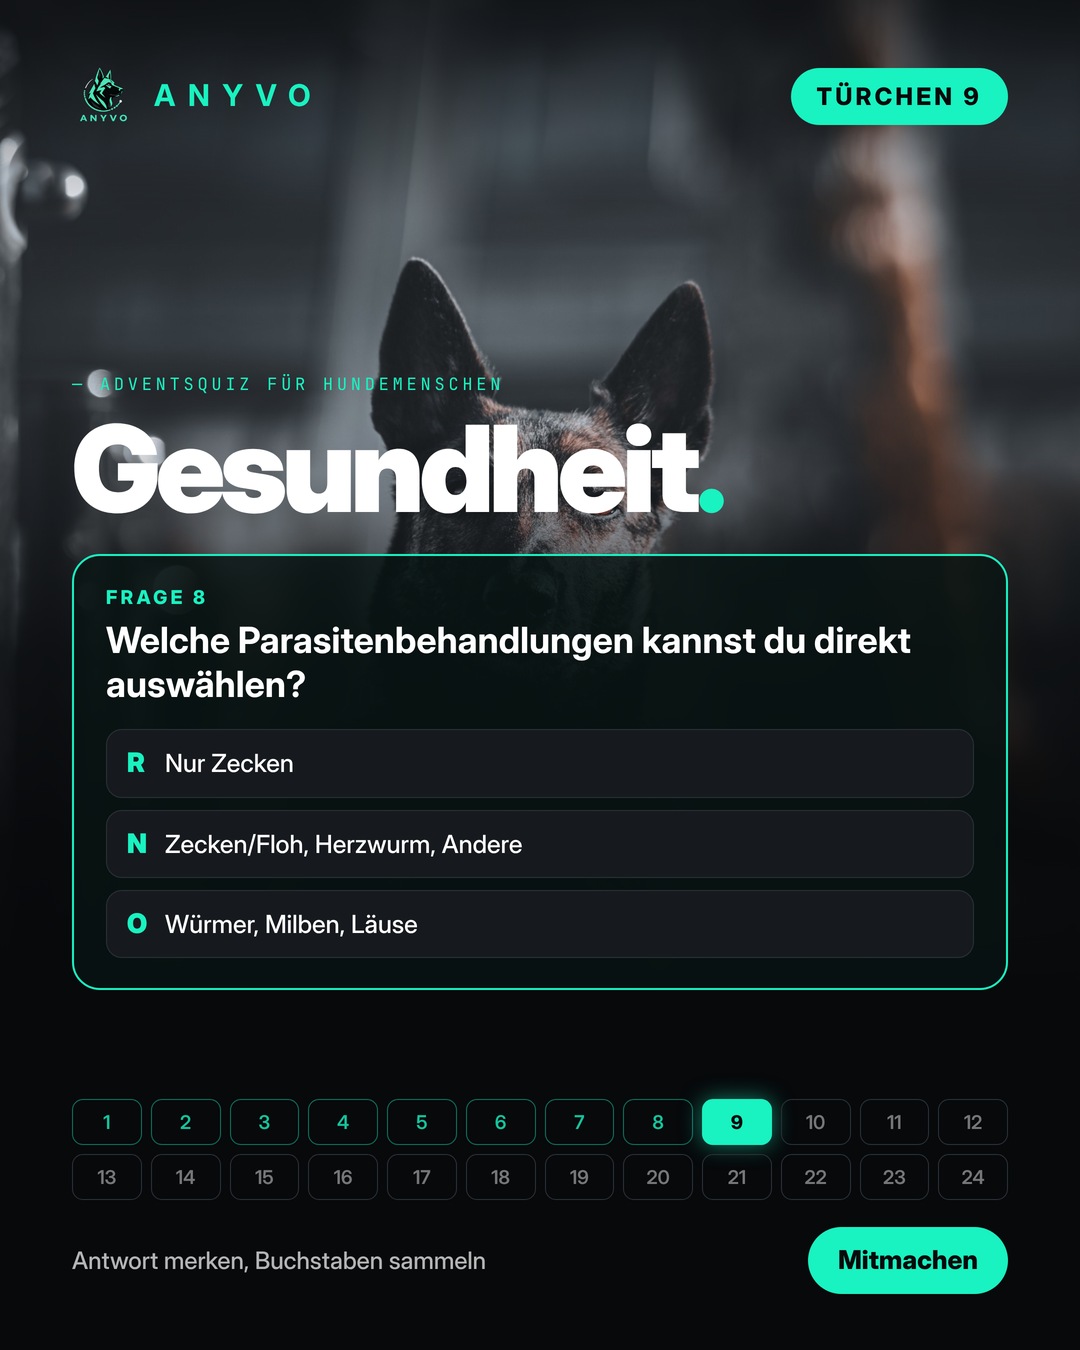 ANYVO
ANYVO
TÜRCHEN 9
— ADVENTSQUIZ FÜR HUNDEMENSCHEN
Gesundheit.
FRAGE 8
Welche Parasitenbehandlungen kannst du direkt
auswählen?
R Nur Zecken
N Zecken/Floh, Herzwurm, Andere
O Würmer, Milben, Läuse
1 2 3 4 5 6 7 8 9 10 11 12
13 14 15 16 17 18 19 20 21 22 23 24
Antwort merken, Buchstaben sammeln
Mitmachen